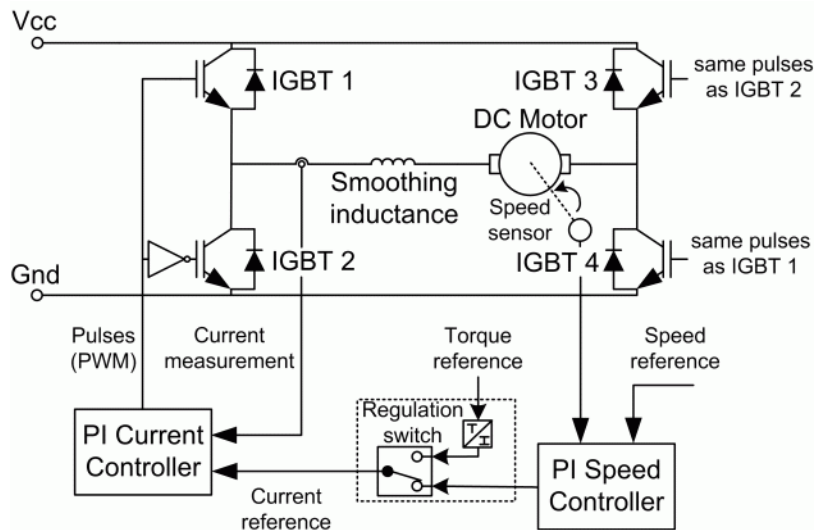 Vcc
IGBT 1
IGBT 3
same pulses
as IGBT 2
DC Motor
Smoothing
inductance
Speed
sensor
IGBT 2
IGBT 4
same pulses
as IGBT 1
Gnd
Pulses
(PWM)
Current
measurement
Torque
reference
Speed
reference
Regulation
switch
T
I
PI Current
Controller
PI Speed
Controller
Current
reference